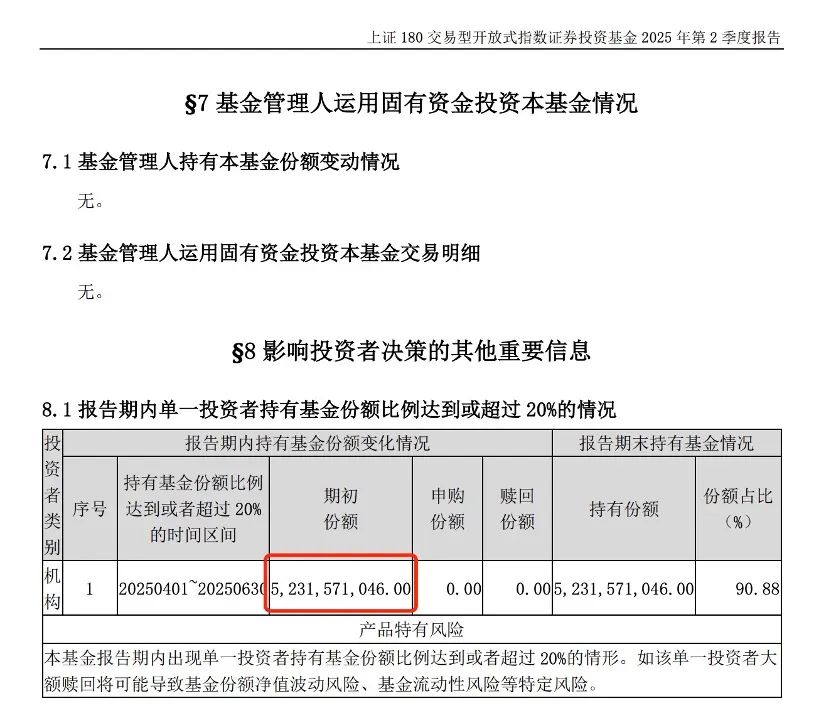 上证 180 交易型开放式指数证券投资基金 2025 年第 2 季度报告
§7 基金管理人运用固有资金投资本基金情况
7.1 基金管理人持有本基金份额变动情况
无。
7.2 基金管理人运用固有资金投资本基金交易明细
无。
§8 影响投资者决策的其他重要信息
8.1 报告期内单一投资者持有基金份额比例达到或超过 20%的情况
投资者类别
报告期内持有基金份额变化情况
报告期末持有基金情况
序号
持有基金份额比例
达到或者超过 20%
的时间区间
期初
份额
申购
份额
赎回
份额
持有份额
份额占比
（%）
机构
1
20250401~20250630
5,231,571,046.00
0.00
0.00
5,231,571,046.00
90.88
产品特有风险
本基金报告期内出现单一投资者持有基金份额比例达到或者超过 20%的情形。如该单一投资者大
额赎回将可能导致基金份额净值波动风险、基金流动性风险等特定风险。